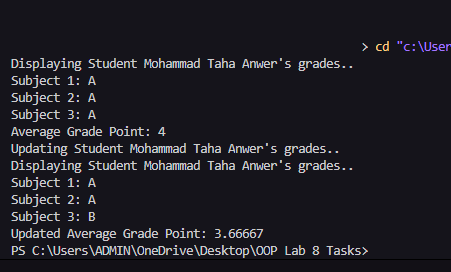 > cd "c:\User
Displaying Student Mohammad Taha Anwer's grades..
Subject 1: A
Subject 2: A
Subject 3: A
Average Grade Point: 4
Updating Student Mohammad Taha Anwer's grades..
Displaying Student Mohammad Taha Anwer's grades..
Subject 1: A
Subject 2: A
Subject 3: B
Updated Average Grade Point: 3.66667
PS C:\Users\ADMIN\OneDrive\Desktop\OOP Lab 8 Tasks>